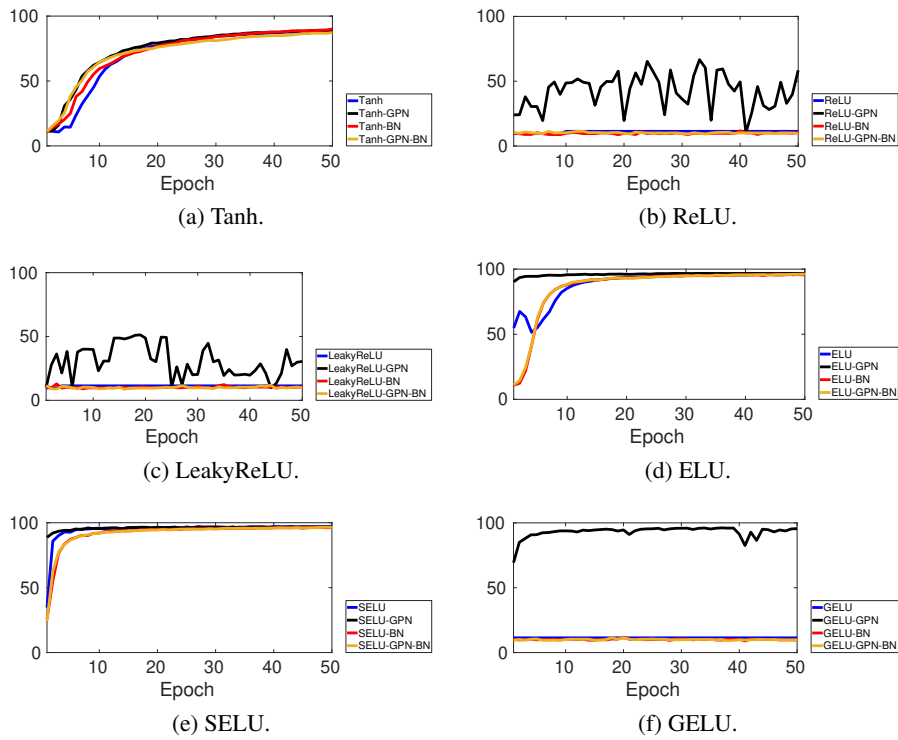 100
50
0
10 20 30 40 50
Epoch
Tanh
Tanh-GPN
Tanh-BN
Tanh-GPN-BN
(a) Tanh.
100
50
0
10 20 30 40 50
Epoch
ReLU
ReLU-GPN
ReLU-BN
ReLU-GPN-BN
(b) ReLU.
100
50
0
10 20 30 40 50
Epoch
LeakyReLU
LeakyReLU-GPN
LeakyReLU-BN
LeakyReLU-GPN-BN
(c) LeakyReLU.
100
50
0
10 20 30 40 50
Epoch
ELU
ELU-GPN
ELU-BN
ELU-GPN-BN
(d) ELU.
100
50
0
10 20 30 40 50
Epoch
SELU
SELU-GPN
SELU-BN
SELU-GPN-BN
(e) SELU.
100
50
0
10 20 30 40 50
Epoch
GELU
GELU-GPN
GELU-BN
GELU-GPN-BN
(f) GELU.